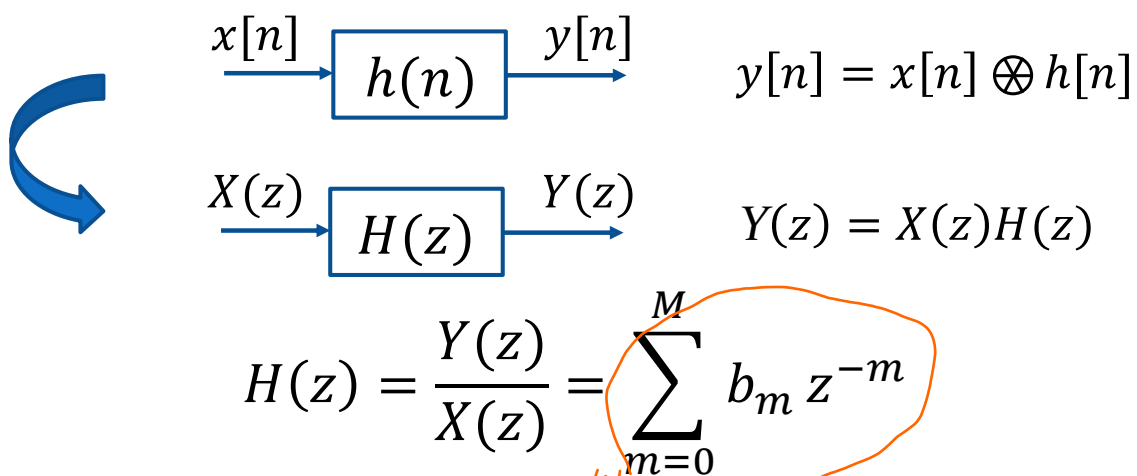 x[n] h(n) y[n] y[n] = x[n] ⊛ h[n]
X(z) H(z) Y(z) Y(z) = X(z)H(z)
H(z) = Y(z)/X(z) = ∑_{m=0}^{M} b_m z^{-m}